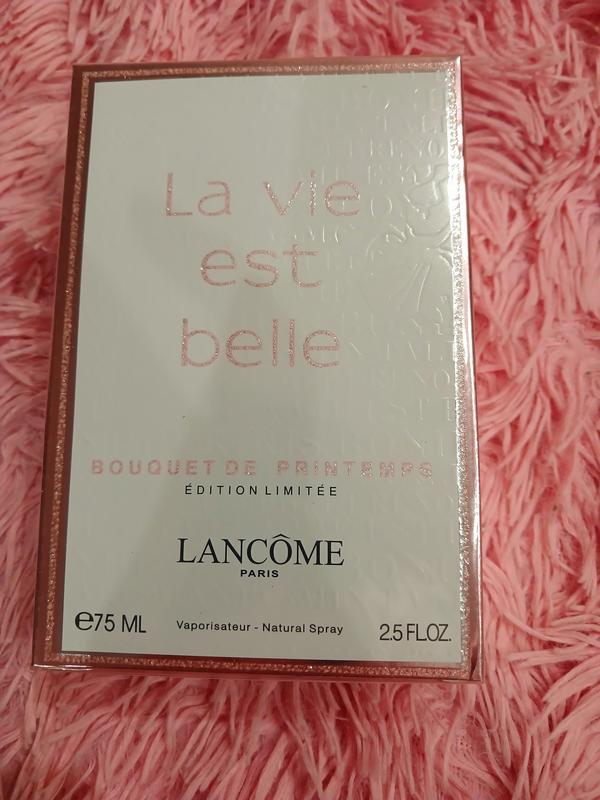 La vie
est
belle
BOUQUET DE PRINTEMPS
ÉDITION LIMITÉE
LANCÔME
PARIS
℮75 ML Vaporisateur - Natural Spray 2.5 FL.OZ.